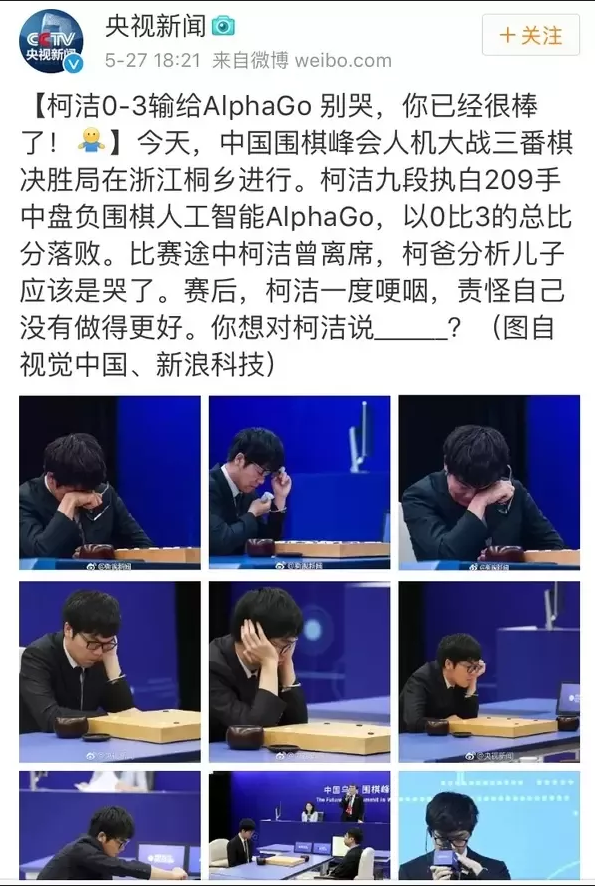 CCTV
央视新闻
央视新闻
+关注
5-27 18:21 来自微博 weibo.com
【柯洁0-3输给AlphaGo 别哭，你已经很棒
了！】今天，中国围棋峰会人机大战三番棋
决胜局在浙江桐乡进行。柯洁九段执白209手
中盘负围棋人工智能AlphaGo，以0比3的总比
分落败。比赛途中柯洁曾离席，柯爸分析儿子
应该是哭了。赛后，柯洁一度哽咽，责怪自己
没有做得更好。你想对柯洁说_____？（图自
视觉中国、新浪科技）
@央视新闻
@央视新闻
@央视新闻
@央视新闻
@央视新闻
中国乌 围棋峰
The Future